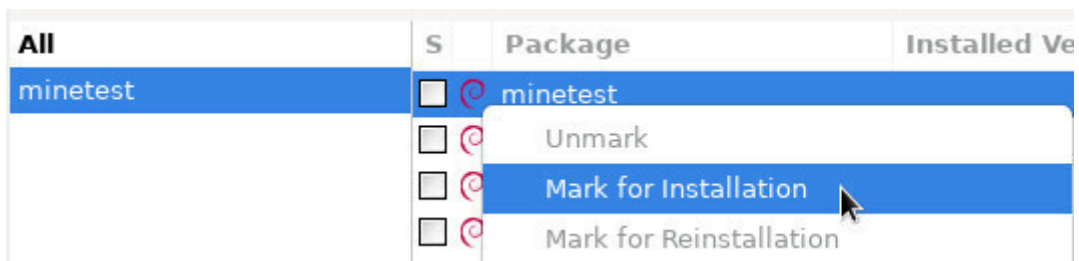 All
S Package Installed Ve
minetest
minetest
Unmark
Mark for Installation
Mark for Reinstallation